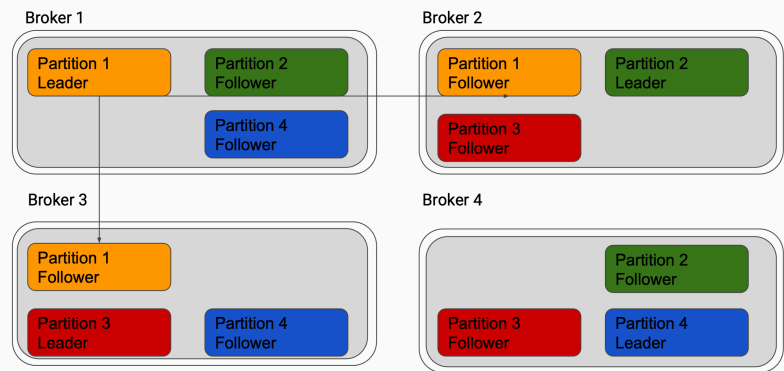 Broker 1
Partition 1
Leader
Partition 2
Follower
Partition 4
Follower
Broker 2
Partition 1
Follower
Partition 2
Leader
Partition 3
Follower
Broker 3
Partition 1
Follower
Partition 3
Leader
Partition 4
Follower
Broker 4
Partition 2
Follower
Partition 3
Follower
Partition 4
Leader